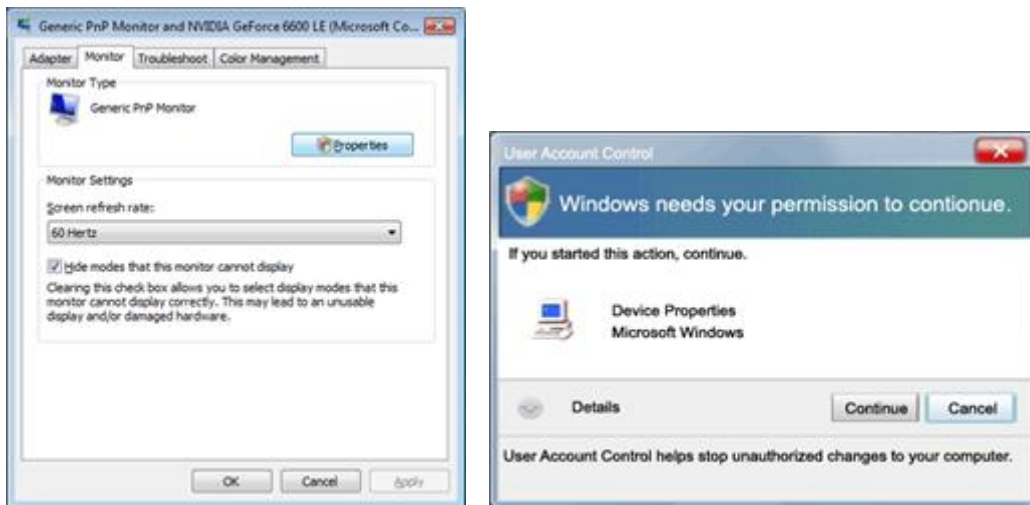 Generic PnP Monitor and NVIDIA GeForce 6600 LE (Microsoft Co...
Adapter Monitor Troubleshoot Color Management
Monitor Type
Generic PnP Monitor
Properties
Monitor Settings
Screen refresh rate:
60 Hertz
Hide modes that this monitor cannot display
Clearing this check box allows you to select display modes that this
monitor cannot display correctly. This may lead to an unusable
display and/or damaged hardware.
OK Cancel Apply
User Account Control
Windows needs your permission to contionue.
If you started this action, continue.
Device Properties
Microsoft Windows
Details Continue Cancel
User Account Control helps stop unauthorized changes to your computer.